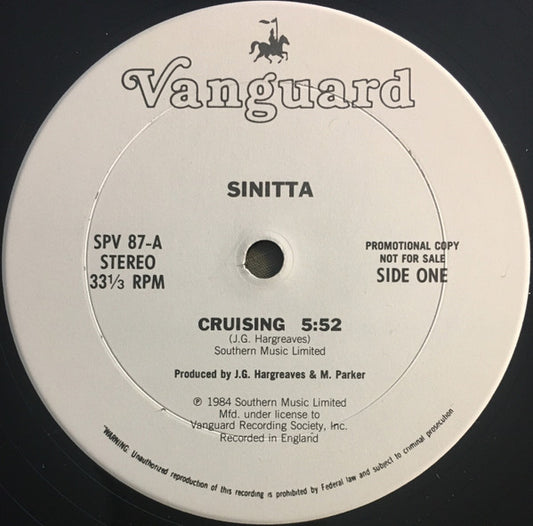 Vanguard
SINITTA
SPV 87-A
STEREO
33⅓ RPM
PROMOTIONAL COPY
NOT FOR SALE
SIDE ONE
CRUISING 5:52
(J.G. Hargreaves)
Southern Music Limited
Produced by J.G. Hargreaves & M. Parker
℗ 1984 Southern Music Limited
Mfd. under license to
Vanguard Recording Society, Inc.
Recorded in England
"WARNING: Unauthorized reproduction of this recording is prohibited by Federal law and subject to criminal prosecution"